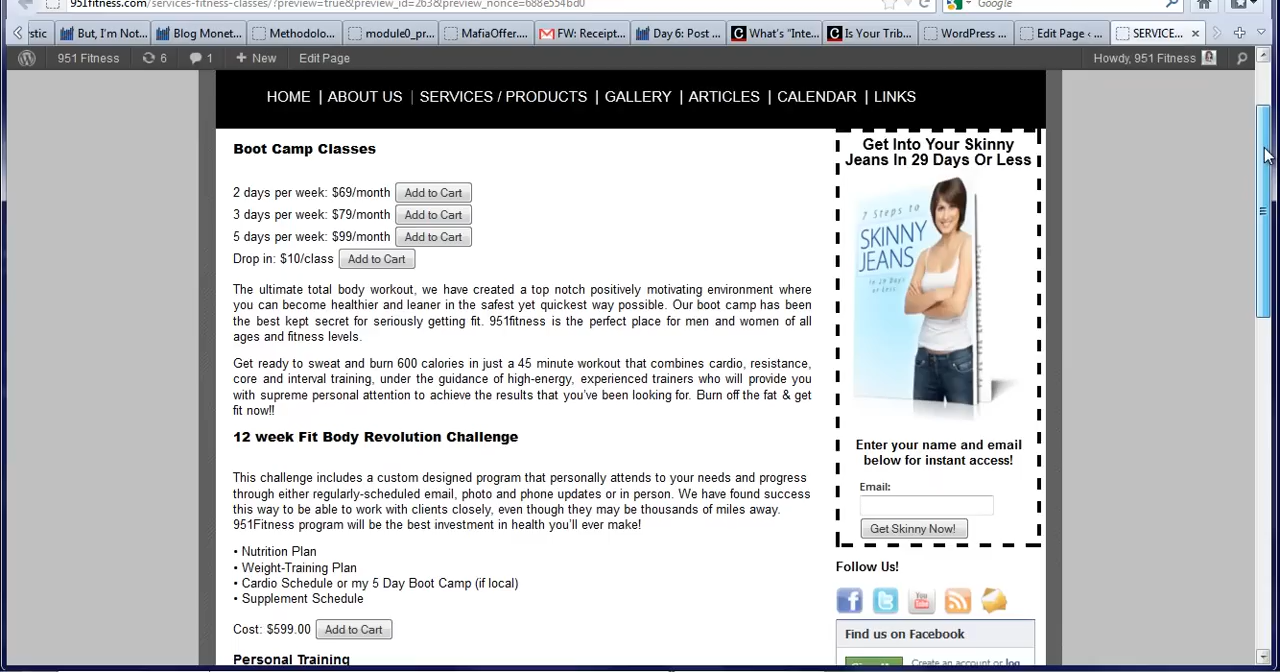 951fitness.com/services-fitness-classes/?preview=true&preview_id=263&preview_nonce=688e554bd0
Google
stic
But, I'm Not...
Blog Monet...
Methodolo...
module0_pr...
MafiaOffer....
FW: Receipt...
Day 6: Post ...
What's "Inte...
Is Your Trib...
WordPress ...
Edit Page ‹ ...
SERVICE...
951 Fitness
6
1
+ New
Edit Page
Howdy, 951 Fitness
HOME | ABOUT US | SERVICES / PRODUCTS | GALLERY | ARTICLES | CALENDAR | LINKS
Boot Camp Classes
2 days per week: $69/month Add to Cart
3 days per week: $79/month Add to Cart
5 days per week: $99/month Add to Cart
Drop in: $10/class Add to Cart
The ultimate total body workout, we have created a top notch positively motivating environment where
you can become healthier and leaner in the safest yet quickest way possible. Our boot camp has been
the best kept secret for seriously getting fit. 951fitness is the perfect place for men and women of all
ages and fitness levels.
Get ready to sweat and burn 600 calories in just a 45 minute workout that combines cardio, resistance,
core and interval training, under the guidance of high-energy, experienced trainers who will provide you
with supreme personal attention to achieve the results that you've been looking for. Burn off the fat & get
fit now!!
12 week Fit Body Revolution Challenge
This challenge includes a custom designed program that personally attends to your needs and progress
through either regularly-scheduled email, photo and phone updates or in person. We have found success
this way to be able to work with clients closely, even though they may be thousands of miles away.
951Fitness program will be the best investment in health you'll ever make!
• Nutrition Plan
• Weight-Training Plan
• Cardio Schedule or my 5 Day Boot Camp (if local)
• Supplement Schedule
Cost: $599.00 Add to Cart
Personal Training
Get Into Your Skinny
Jeans In 29 Days Or Less
7 Steps to
SKINNY
JEANS
In 29 Days
or Less.
Enter your name and email
below for instant access!
Email:
Get Skinny Now!
Follow Us!
You
Find us on Facebook
Create an account or log